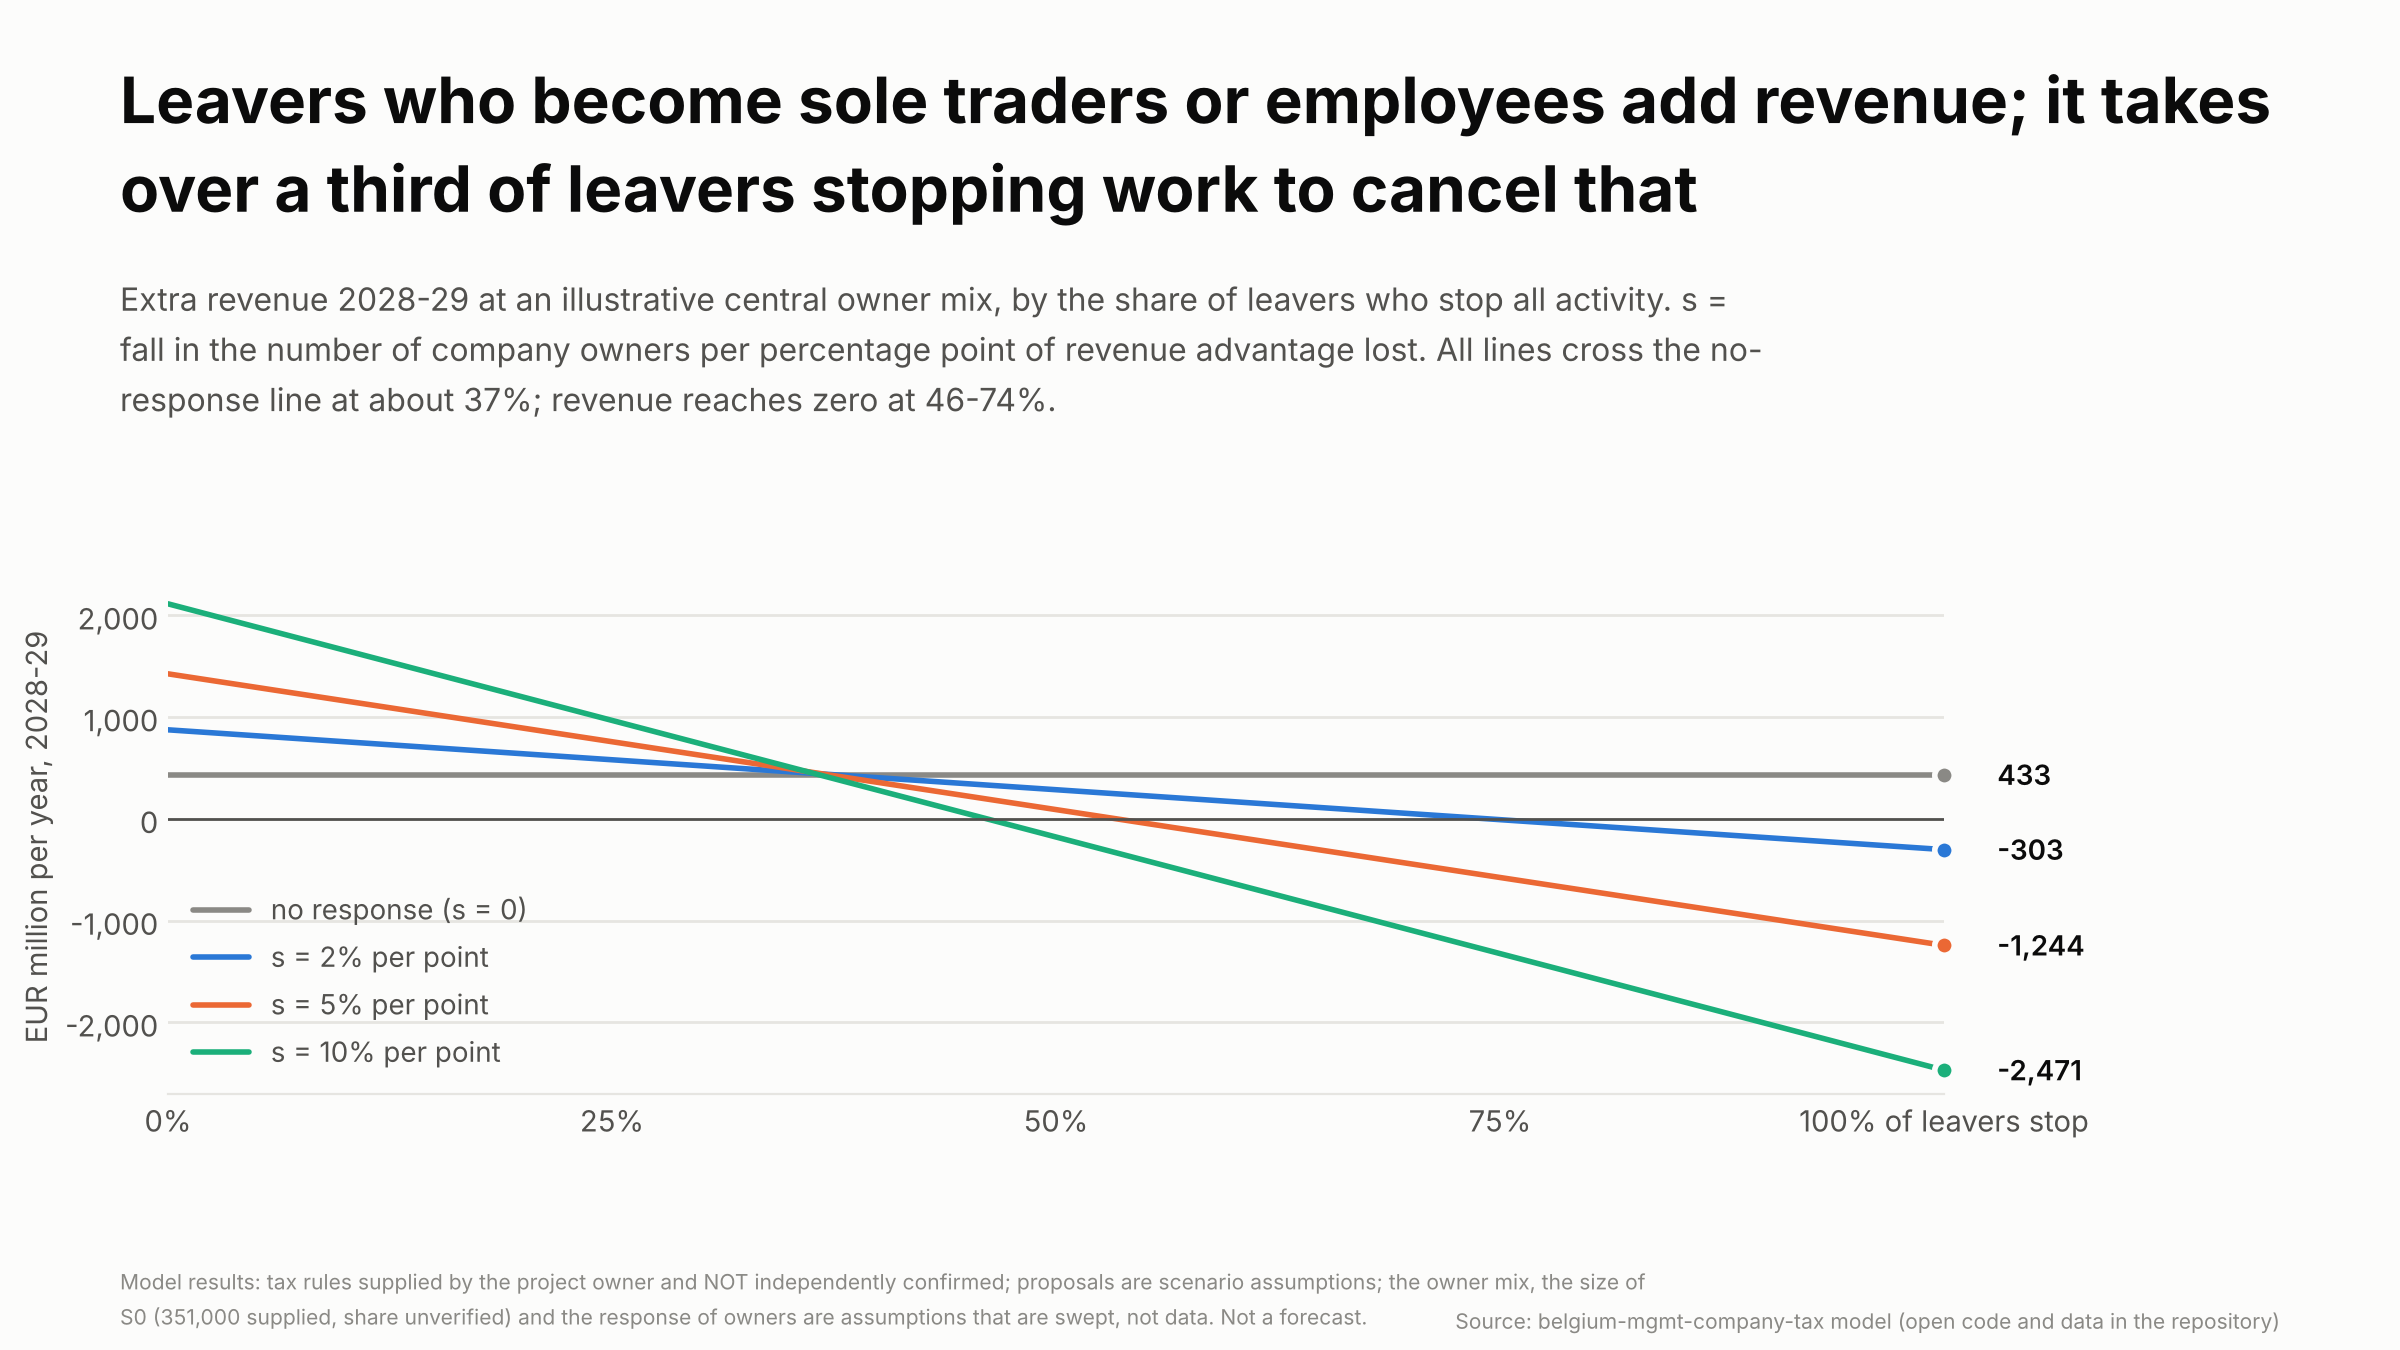 Leavers who become sole traders or employees add revenue; it takes
over a third of leavers stopping work to cancel that
Extra revenue 2028-29 at an illustrative central owner mix, by the share of leavers who stop all activity. s =
fall in the number of company owners per percentage point of revenue advantage lost. All lines cross the no-
response line at about 37%; revenue reaches zero at 46-74%.
EUR million per year, 2028-29
2,000
1,000
0
-1,000
-2,000
no response (s = 0)
s = 2% per point
s = 5% per point
s = 10% per point
433
-303
-1,244
-2,471
0%
25%
50%
75%
100% of leavers stop
Model results: tax rules supplied by the project owner and NOT independently confirmed; proposals are scenario assumptions; the owner mix, the size of
S0 (351,000 supplied, share unverified) and the response of owners are assumptions that are swept, not data. Not a forecast.
Source: belgium-mgmt-company-tax model (open code and data in the repository)